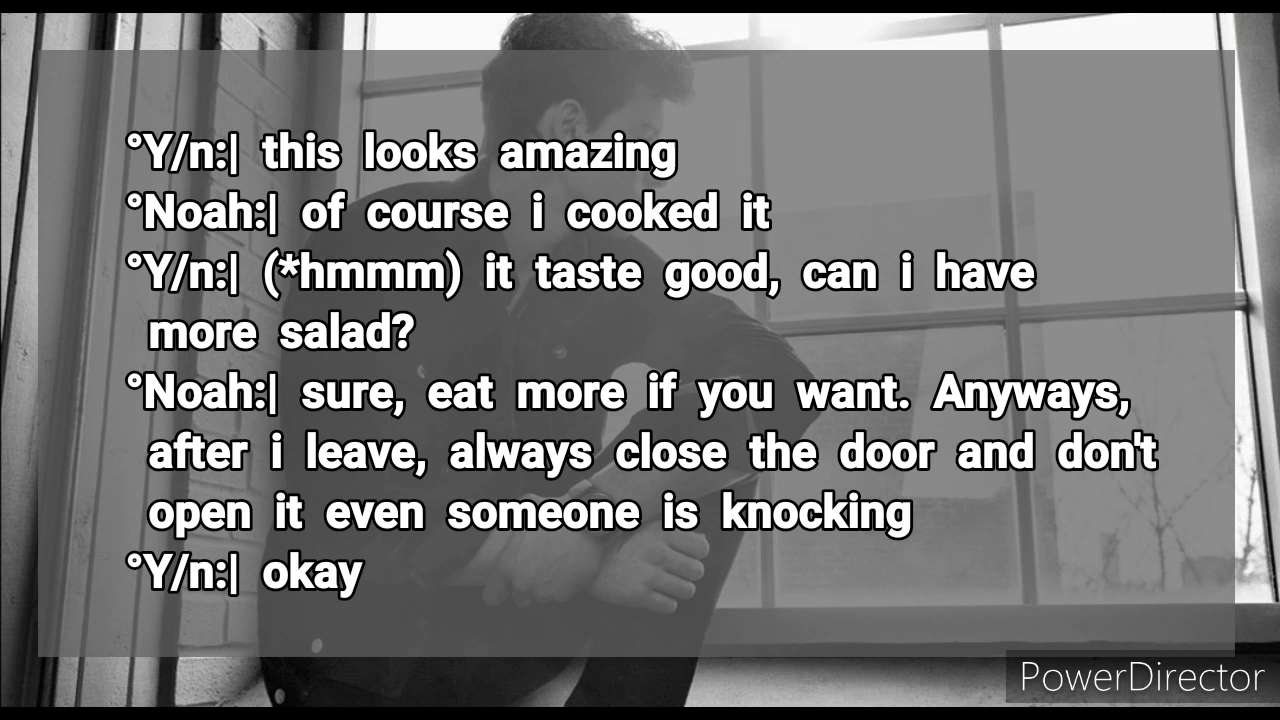 °Y/n:| this looks amazing
°Noah:| of course i cooked it
°Y/n:| (*hmmm) it taste good, can i have
more salad?
°Noah:| sure, eat more if you want. Anyways,
after i leave, always close the door and don't
open it even someone is knocking
°Y/n:| okay
PowerDirector